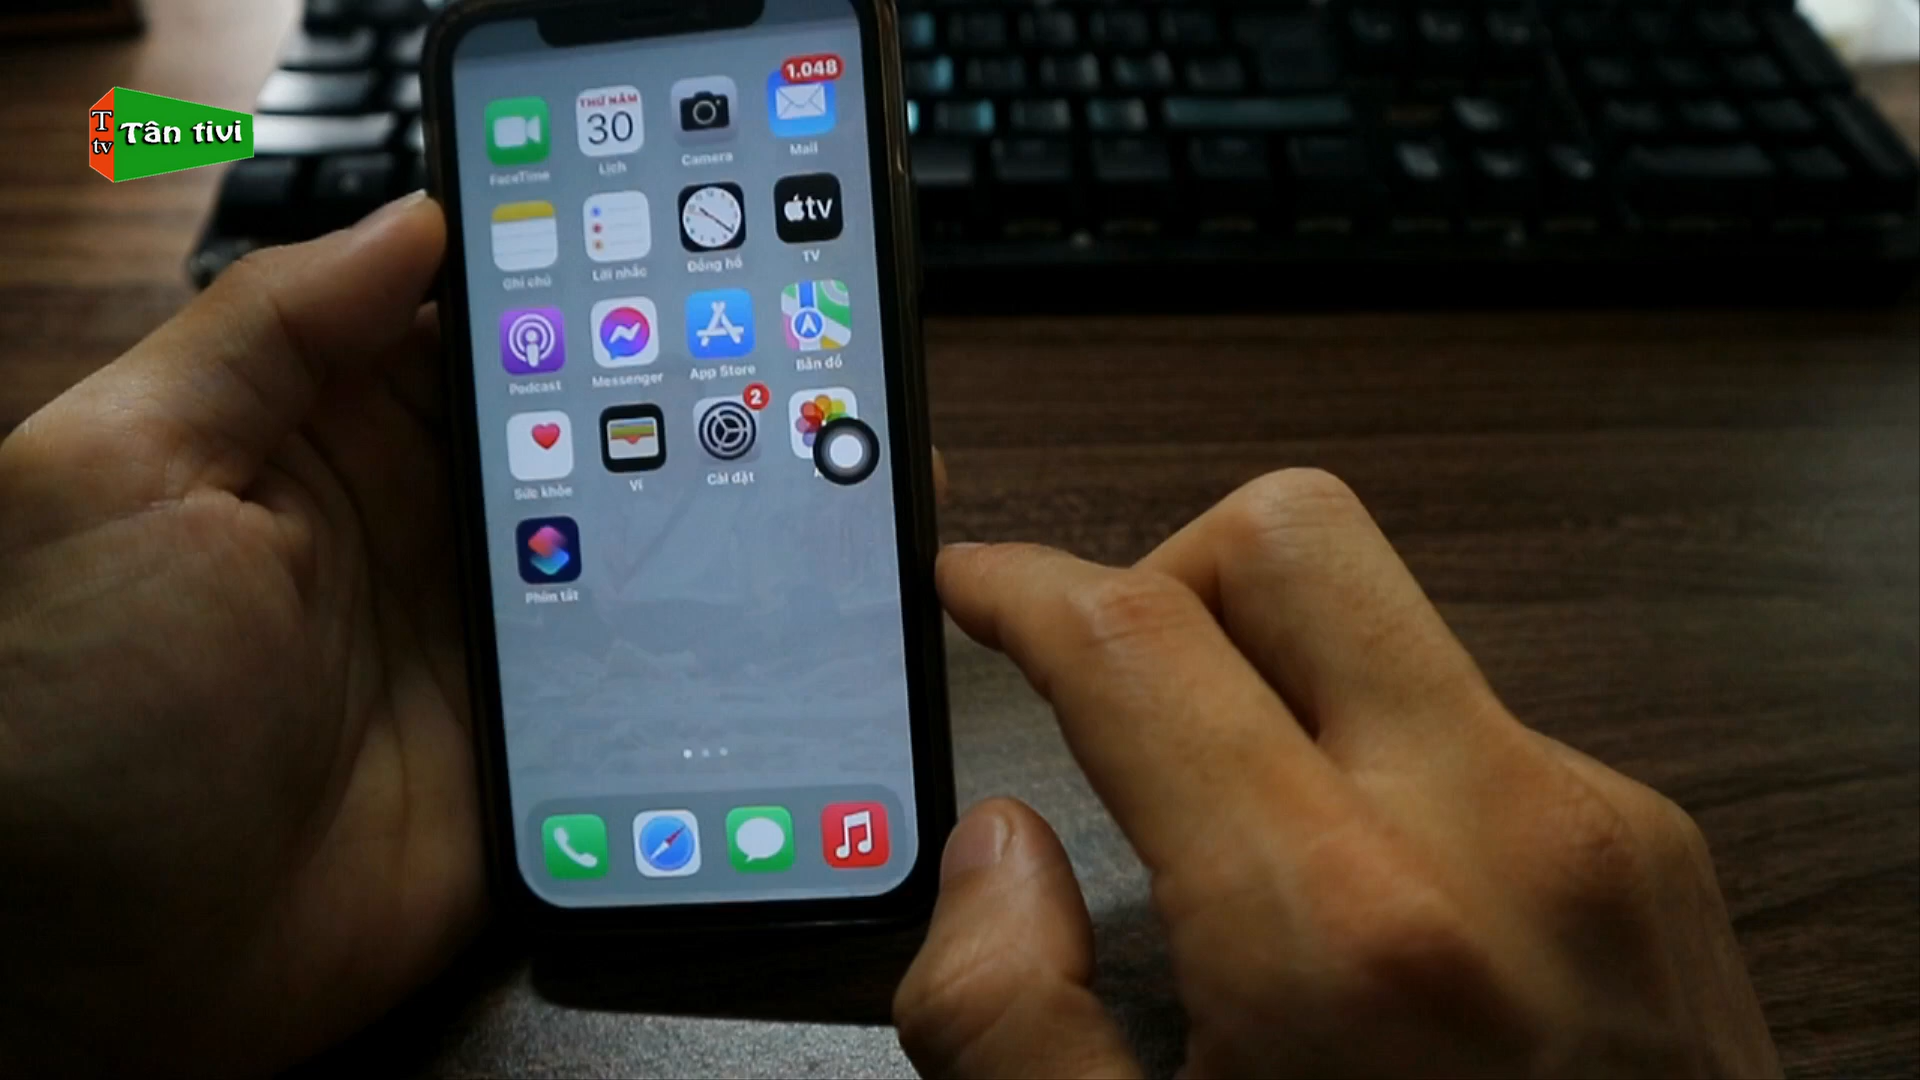 T
tv
Tân tivi
1.048
THỨ NĂM
30
FaceTime
Lịch
Camera
Mail
tv
Ghi chú
Lời nhắc
Đồng hồ
TV
Podcast
Messenger
App Store
Bản đồ
2
Sức khỏe
Ví
Cài đặt
Phím tắt